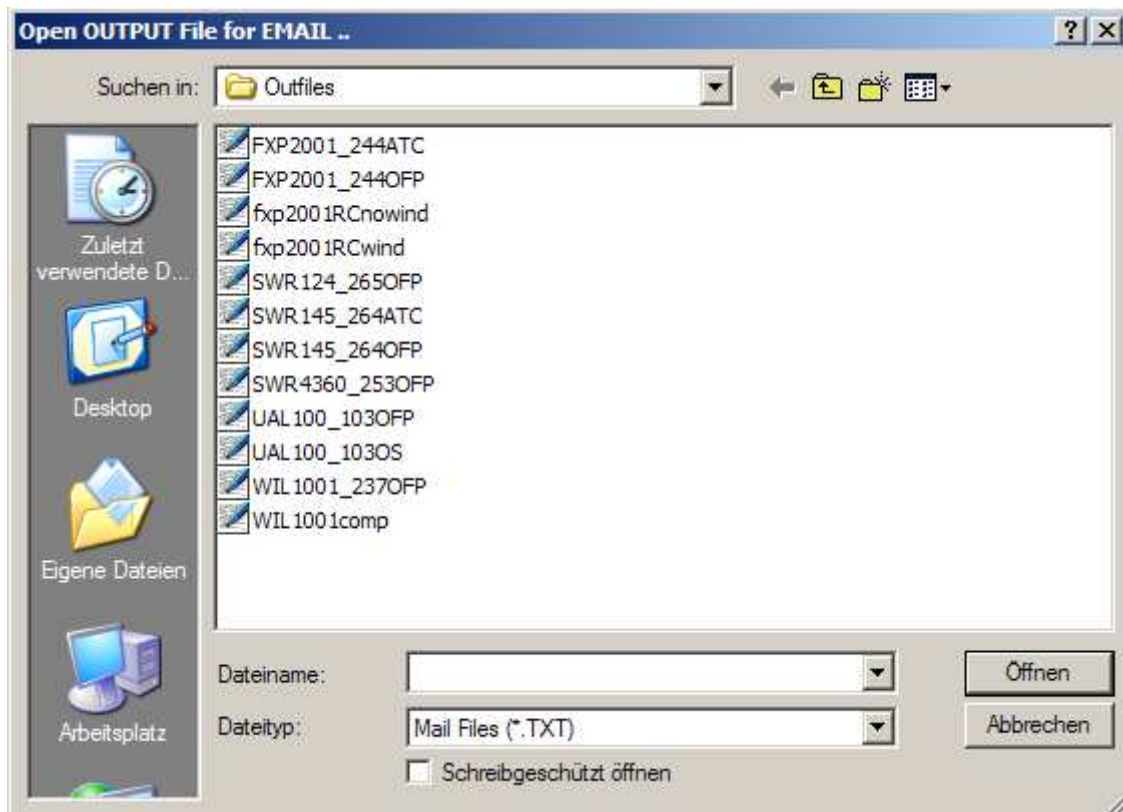 Open OUTPUT File for EMAIL ..
Suchen in:
Outfiles
Zuletzt
verwendete D...
Desktop
Eigene Dateien
Arbeitsplatz
FXP2001_244ATC
FXP2001_244OFP
fxp2001RCnowind
fxp2001RCwind
SWR124_265OFP
SWR145_264ATC
SWR145_264OFP
SWR4360_253OFP
UAL100_103OFP
UAL100_103OS
WIL1001_237OFP
WIL1001comp
Dateiname:
Öffnen
Dateityp:
Mail Files (*.TXT)
Abbrechen
Schreibgeschützt öffnen